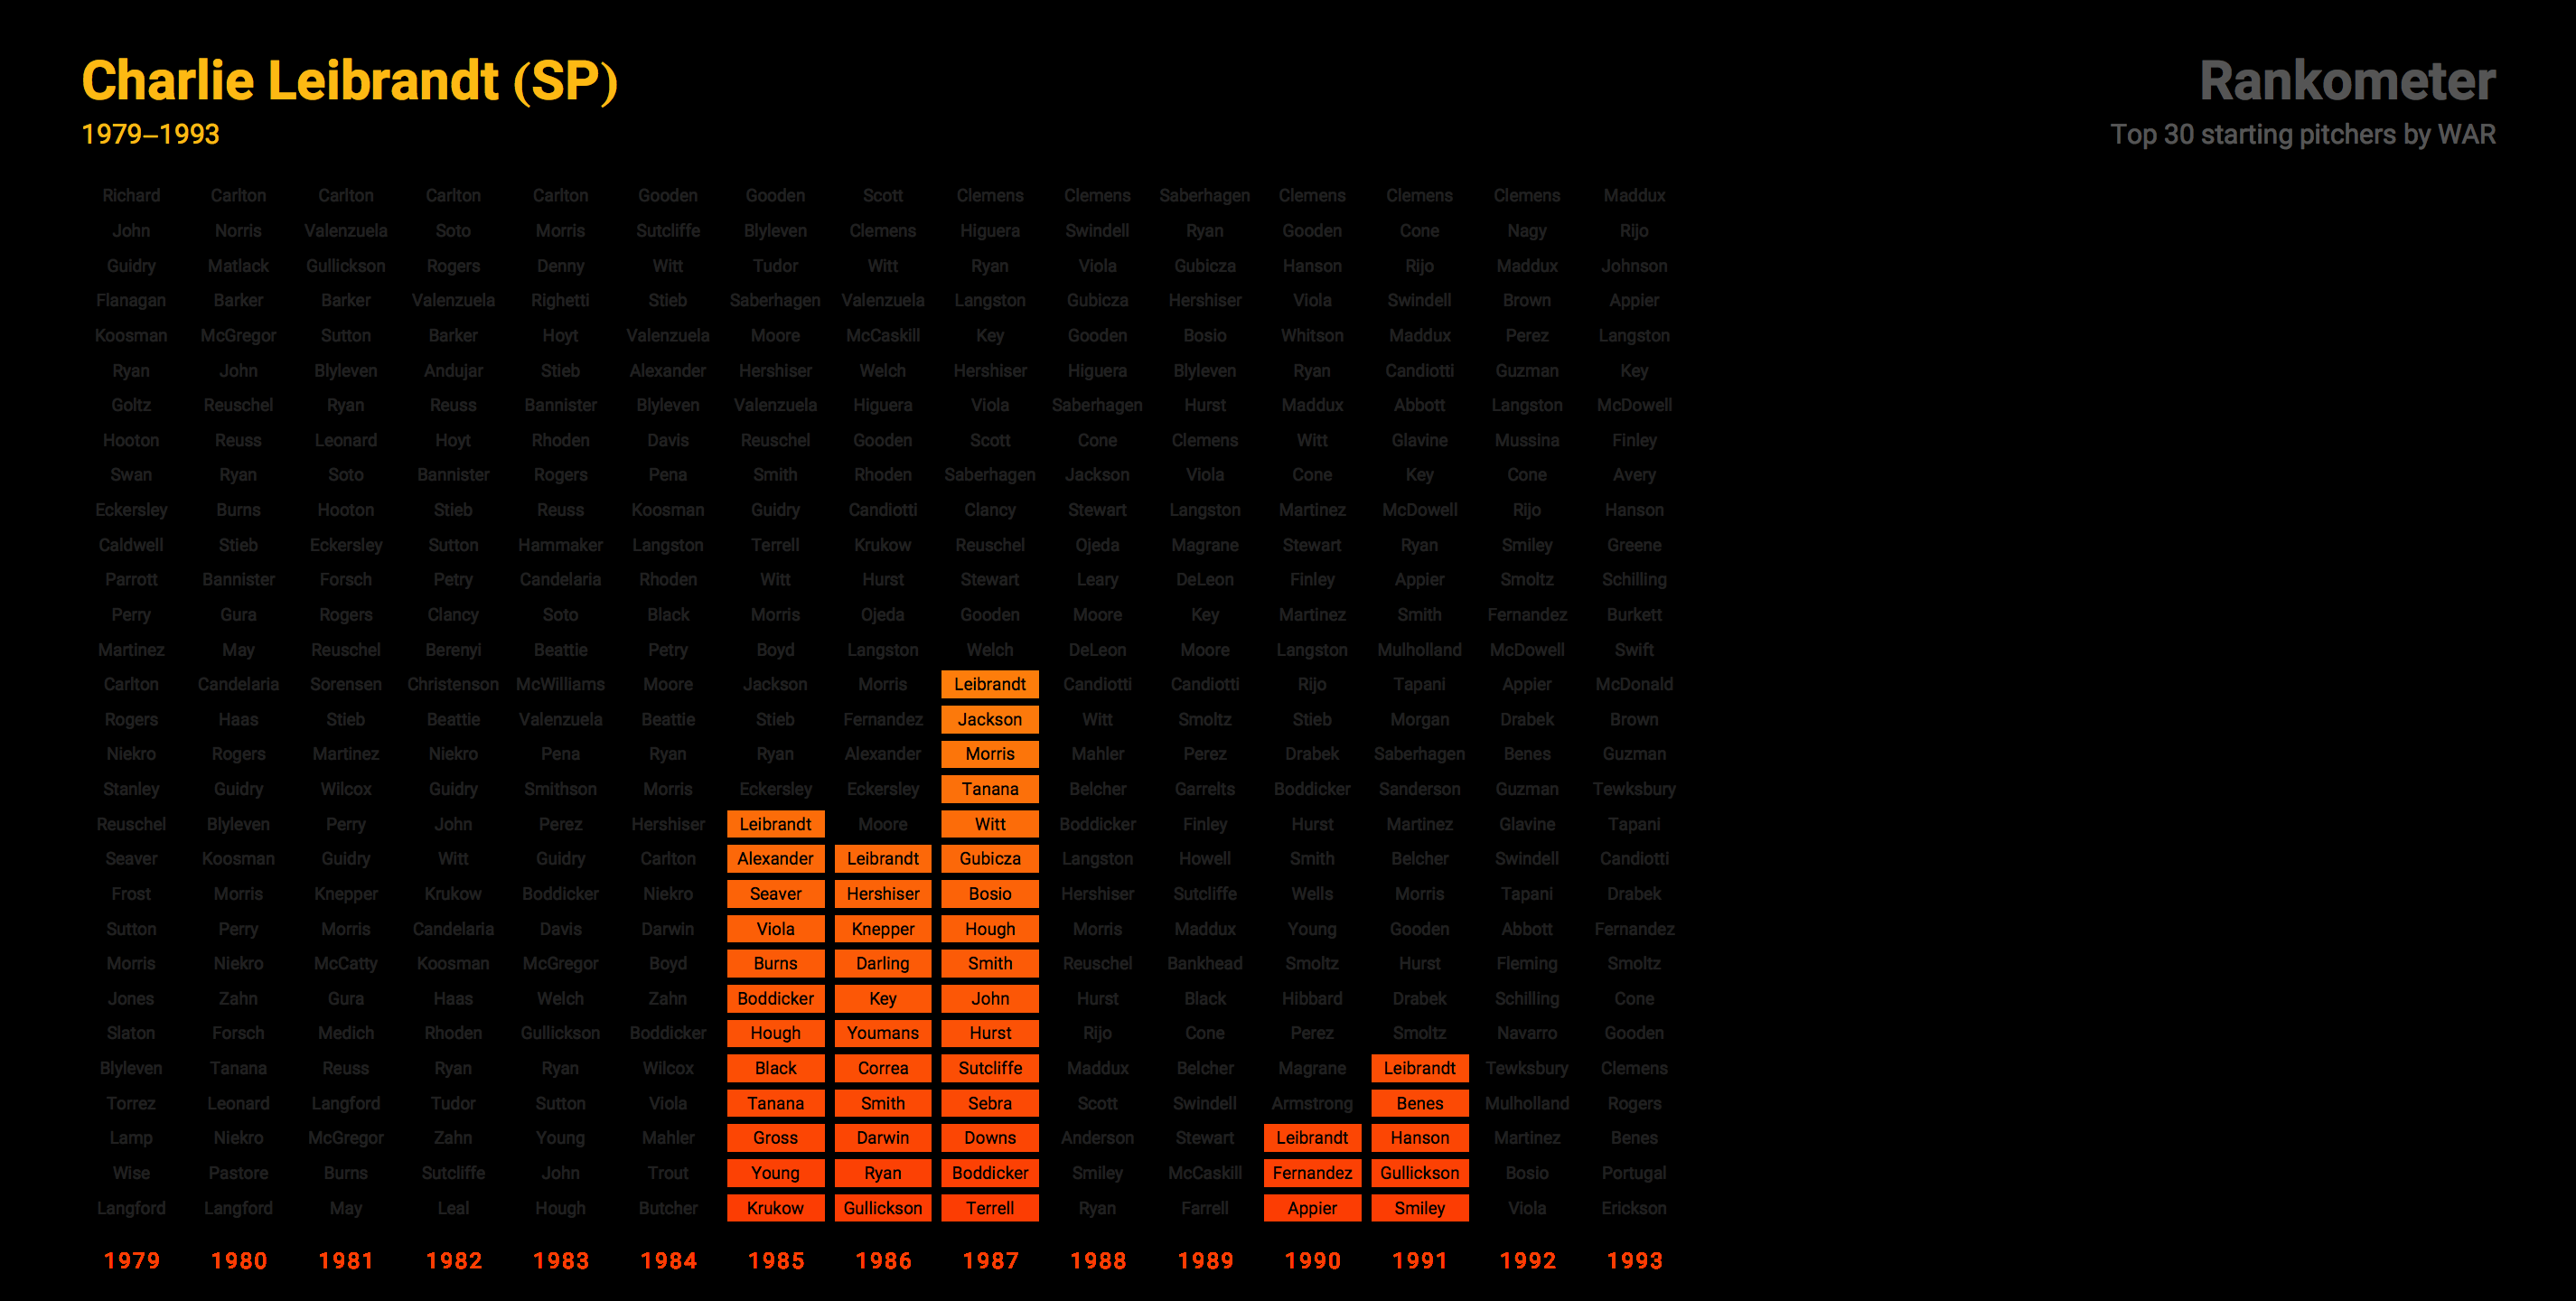 Charlie Leibrandt (SP)
Rankometer
1979–1993
Top 30 starting pitchers by WAR
Richard Carlton Carlton Carlton Carlton Gooden Gooden Scott Clemens Clemens Saberhagen Clemens Clemens Clemens Maddux
John Norris Valenzuela Soto Morris Sutcliffe Blyleven Clemens Higuera Swindell Ryan Gooden Cone Nagy Rijo
Guidry Matlack Gullickson Rogers Denny Witt Tudor Witt Ryan Viola Gubicza Hanson Rijo Maddux Johnson
Flanagan Barker Barker Valenzuela Righetti Stieb Saberhagen Valenzuela Langston Gubicza Hershiser Viola Swindell Brown Appier
Koosman McGregor Sutton Barker Hoyt Valenzuela Moore McCaskill Key Gooden Bosio Whitson Maddux Perez Langston
Ryan John Blyleven Andujar Stieb Alexander Hershiser Welch Hershiser Higuera Blyleven Ryan Candiotti Guzman Key
Goltz Reuschel Ryan Reuss Bannister Blyleven Valenzuela Higuera Viola Saberhagen Hurst Maddux Abbott Langston McDowell
Hooton Reuss Leonard Hoyt Rhoden Davis Reuschel Gooden Scott Cone Clemens Witt Glavine Mussina Finley
Swan Ryan Soto Bannister Rogers Pena Smith Rhoden Saberhagen Jackson Viola Cone Key Cone Avery
Eckersley Burns Hooton Stieb Reuss Koosman Guidry Candiotti Clancy Stewart Langston Martinez McDowell Rijo Hanson
Caldwell Stieb Eckersley Sutton Hammaker Langston Terrell Krukow Reuschel Ojeda Magrane Stewart Ryan Smiley Greene
Parrott Bannister Forsch Petry Candelaria Rhoden Witt Hurst Stewart Leary DeLeon Finley Appier Smoltz Schilling
Perry Gura Rogers Clancy Soto Black Morris Ojeda Gooden Moore Key Martinez Smith Fernandez Burkett
Martinez May Reuschel Berenyi Beattie Petry Boyd Langston Welch DeLeon Moore Langston Mulholland McDowell Swift
Carlton Candelaria Sorensen Christenson McWilliams Moore Jackson Morris Leibrandt Candiotti Candiotti Rijo Tapani Appier McDonald
Rogers Haas Stieb Beattie Valenzuela Beattie Stieb Fernandez Jackson Witt Smoltz Stieb Morgan Drabek Brown
Niekro Rogers Martinez Niekro Pena Ryan Ryan Alexander Morris Mahler Perez Drabek Saberhagen Benes Guzman
Stanley Guidry Wilcox Guidry Smithson Morris Eckersley Eckersley Tanana Belcher Garrelts Boddicker Sanderson Guzman Tewksbury
Reuschel Blyleven Perry John Perez Hershiser Leibrandt Moore Witt Boddicker Finley Hurst Martinez Glavine Tapani
Seaver Koosman Guidry Witt Guidry Carlton Alexander Leibrandt Gubicza Langston Howell Smith Belcher Swindell Candiotti
Frost Morris Knepper Krukow Boddicker Niekro Seaver Hershiser Bosio Hershiser Sutcliffe Wells Morris Tapani Drabek
Sutton Perry Morris Candelaria Davis Darwin Viola Knepper Hough Morris Maddux Young Gooden Abbott Fernandez
Morris Niekro McCatty Koosman McGregor Boyd Burns Darling Smith Reuschel Bankhead Smoltz Hurst Fleming Smoltz
Jones Zahn Gura Haas Welch Zahn Boddicker Key John Hurst Black Hibbard Drabek Schilling Cone
Slaton Forsch Medich Rhoden Gullickson Boddicker Hough Youmans Hurst Rijo Cone Perez Smoltz Navarro Gooden
Blyleven Tanana Reuss Ryan Ryan Wilcox Black Correa Sutcliffe Maddux Belcher Magrane Leibrandt Tewksbury Clemens
Torrez Leonard Langford Tudor Sutton Viola Tanana Smith Sebra Scott Swindell Armstrong Benes Mulholland Rogers
Lamp Niekro McGregor Zahn Young Mahler Gross Darwin Downs Anderson Stewart Leibrandt Hanson Martinez Benes
Wise Pastore Burns Sutcliffe John Trout Young Ryan Boddicker Smiley McCaskill Fernandez Gullickson Bosio Portugal
Langford Langford May Leal Hough Butcher Krukow Gullickson Terrell Ryan Farrell Appier Smiley Viola Erickson
1979 1980 1981 1982 1983 1984 1985 1986 1987 1988 1989 1990 1991 1992 1993